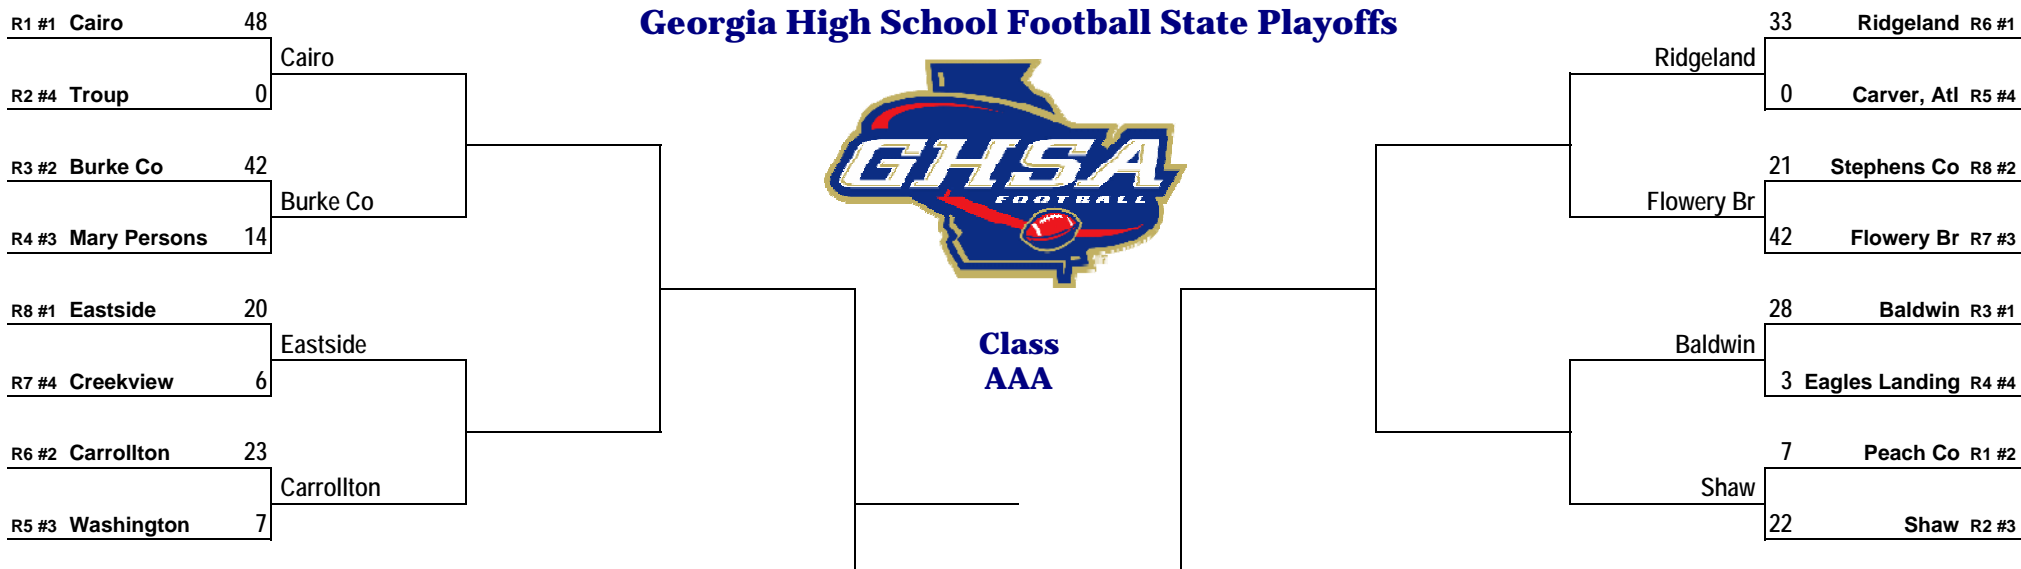 Georgia High School Football State Playoffs
R1 #1 Cairo 48
Cairo
R2 #4 Troup 0
R3 #2 Burke Co 42
Burke Co
R4 #3 Mary Persons 14
R8 #1 Eastside 20
Eastside
R7 #4 Creekview 6
R6 #2 Carrollton 23
Carrollton
R5 #3 Washington 7
GHSA
FOOTBALL
Class
AAA
33 Ridgeland R6 #1
Ridgeland
0 Carver, Atl R5 #4
21 Stephens Co R8 #2
Flowery Br
42 Flowery Br R7 #3
28 Baldwin R3 #1
Baldwin
3 Eagles Landing R4 #4
7 Peach Co R1 #2
Shaw
22 Shaw R2 #3